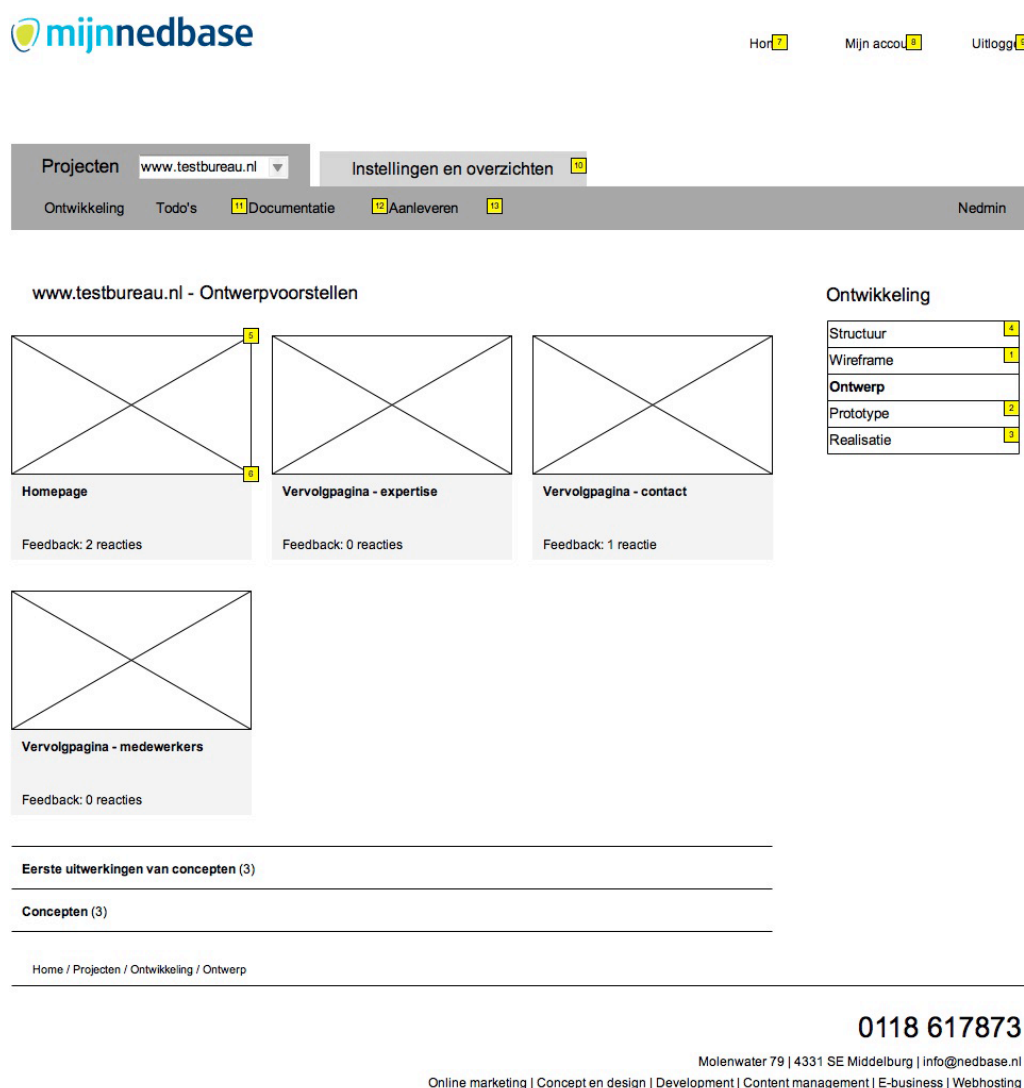 mijnnedbase
Hor 7 Mijn accou 8 Uitlogg 9
Projecten www.testbureau.nl Instellingen en overzichten 10
Ontwikkeling Todo's 11 Documentatie 12 Aanleveren 13 Nedmin
www.testbureau.nl - Ontwerpvoorstellen
Ontwikkeling
Structuur 4
Wireframe 1
Ontwerp
Prototype 2
Realisatie 3
5
6
Homepage
Feedback: 2 reacties
Vervolgpagina - expertise
Feedback: 0 reacties
Vervolgpagina - contact
Feedback: 1 reactie
Vervolgpagina - medewerkers
Feedback: 0 reacties
Eerste uitwerkingen van concepten (3)
Concepten (3)
Home / Projecten / Ontwikkeling / Ontwerp
0118 617873
Molenwater 79 | 4331 SE Middelburg | info@nedbase.nl
Online marketing | Concept en design | Development | Content management | E-business | Webhosting